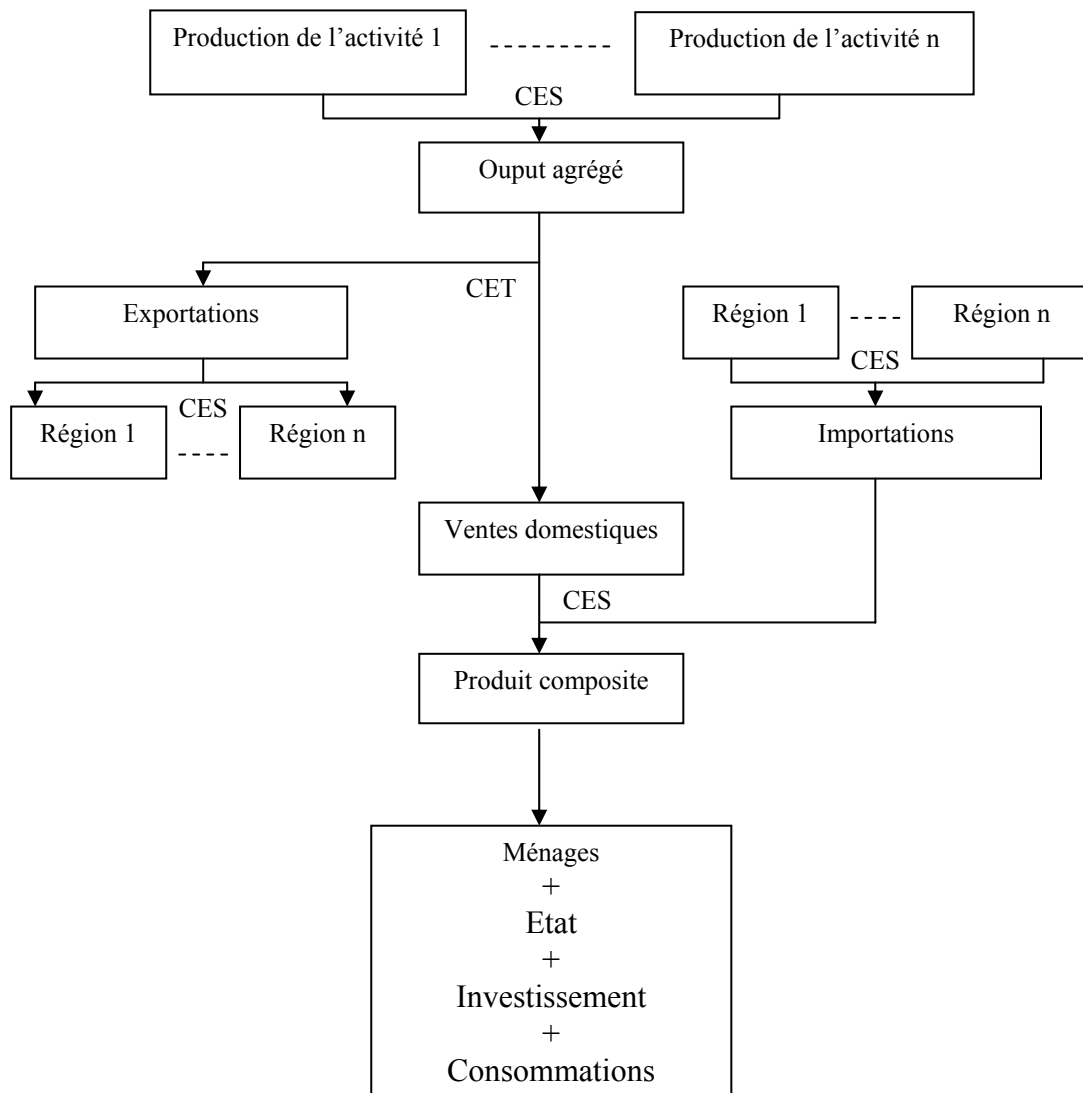 Production de l’activité 1
Production de l’activité n
CES
Ouput agrégé
CET
Exportations
Région 1
Région n
CES
CES
Région 1
Région n
Importations
Ventes domestiques
CES
Produit composite
Ménages
+
Etat
+
Investissement
+
Consommations